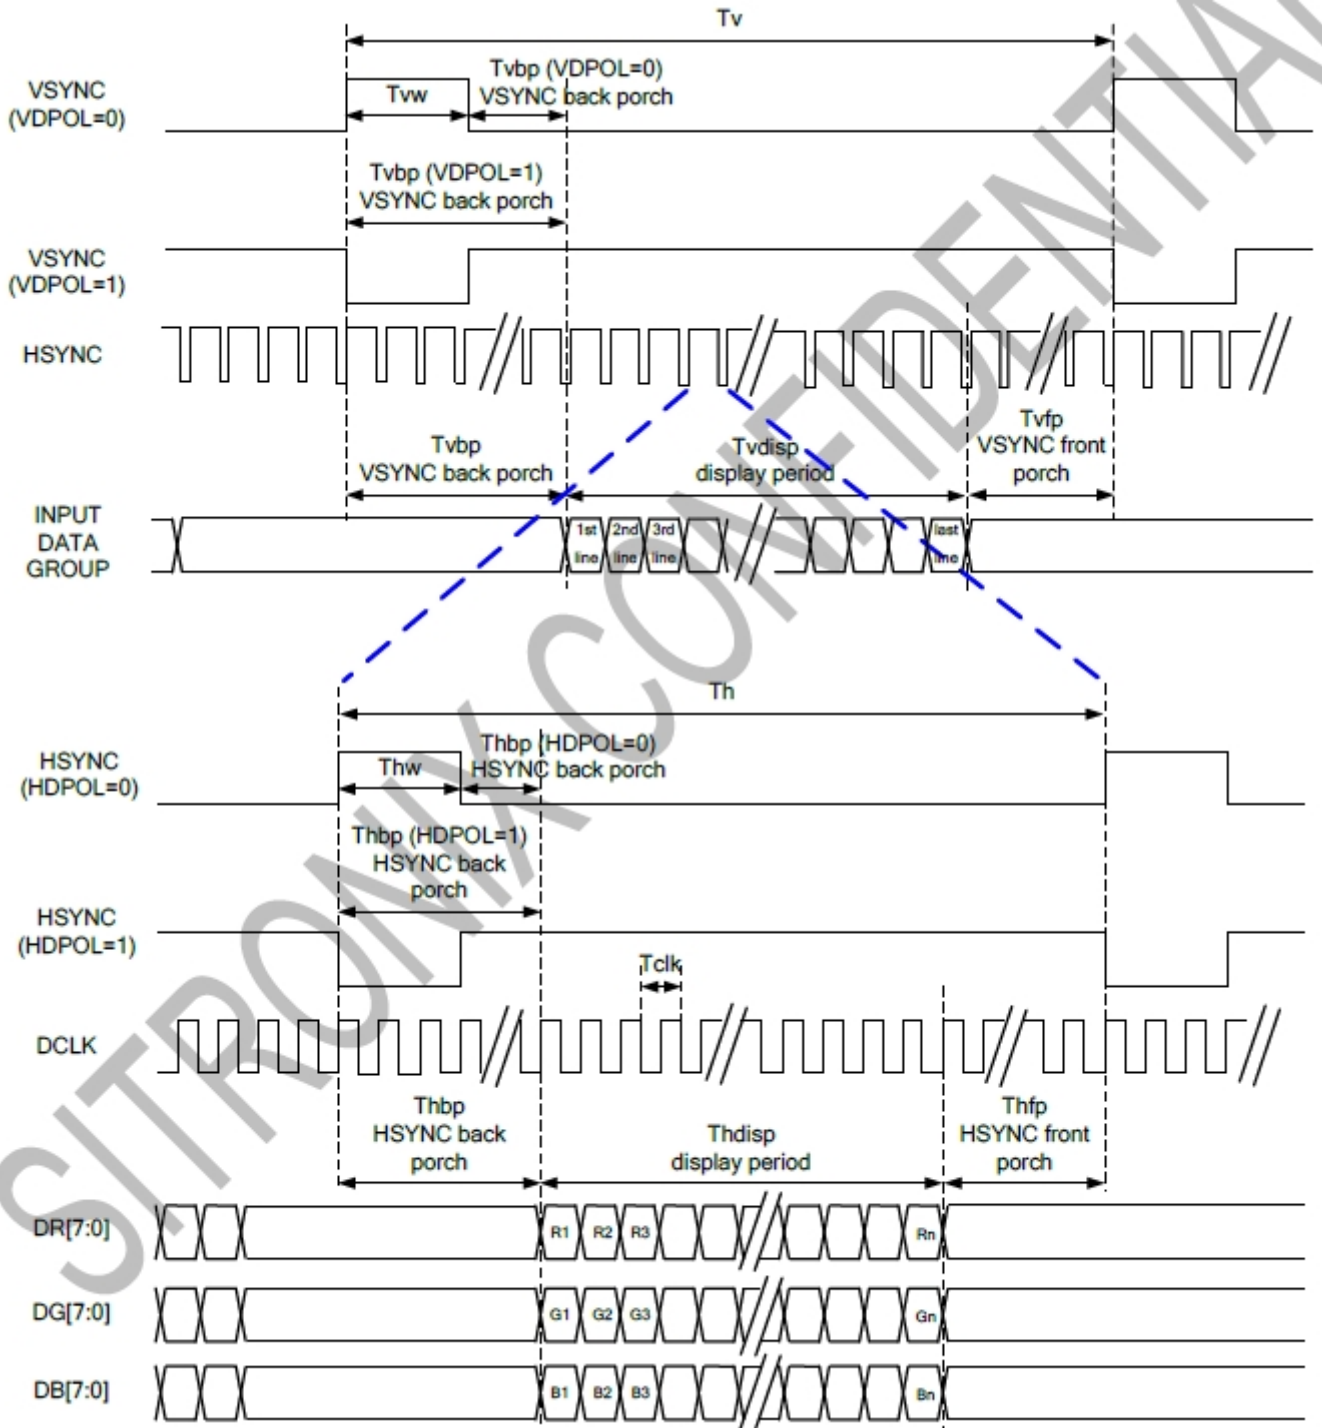 Tv
VSYNC
(VDPOL=0)
Tvw
Tvbp (VDPOL=0)
VSYNC back porch
Tvbp (VDPOL=1)
VSYNC back porch
VSYNC
(VDPOL=1)
HSYNC
Tvbp
VSYNC back porch
Tvdisp
display period
Tvfp
VSYNC front
porch
INPUT
DATA
GROUP
1st
line
2nd
line
3rd
line
last
line
Th
HSYNC
(HDPOL=0)
Thw
Thbp (HDPOL=0)
HSYNC back porch
Thbp (HDPOL=1)
HSYNC back
porch
HSYNC
(HDPOL=1)
Tclk
DCLK
Thbp
HSYNC back
porch
Thdisp
display period
Thfp
HSYNC front
porch
DR[7:0]
R1
R2
R3
Rn
DG[7:0]
G1
G2
G3
Gn
DB[7:0]
B1
B2
B3
Bn
SITRONIX CONFIDENTIAL